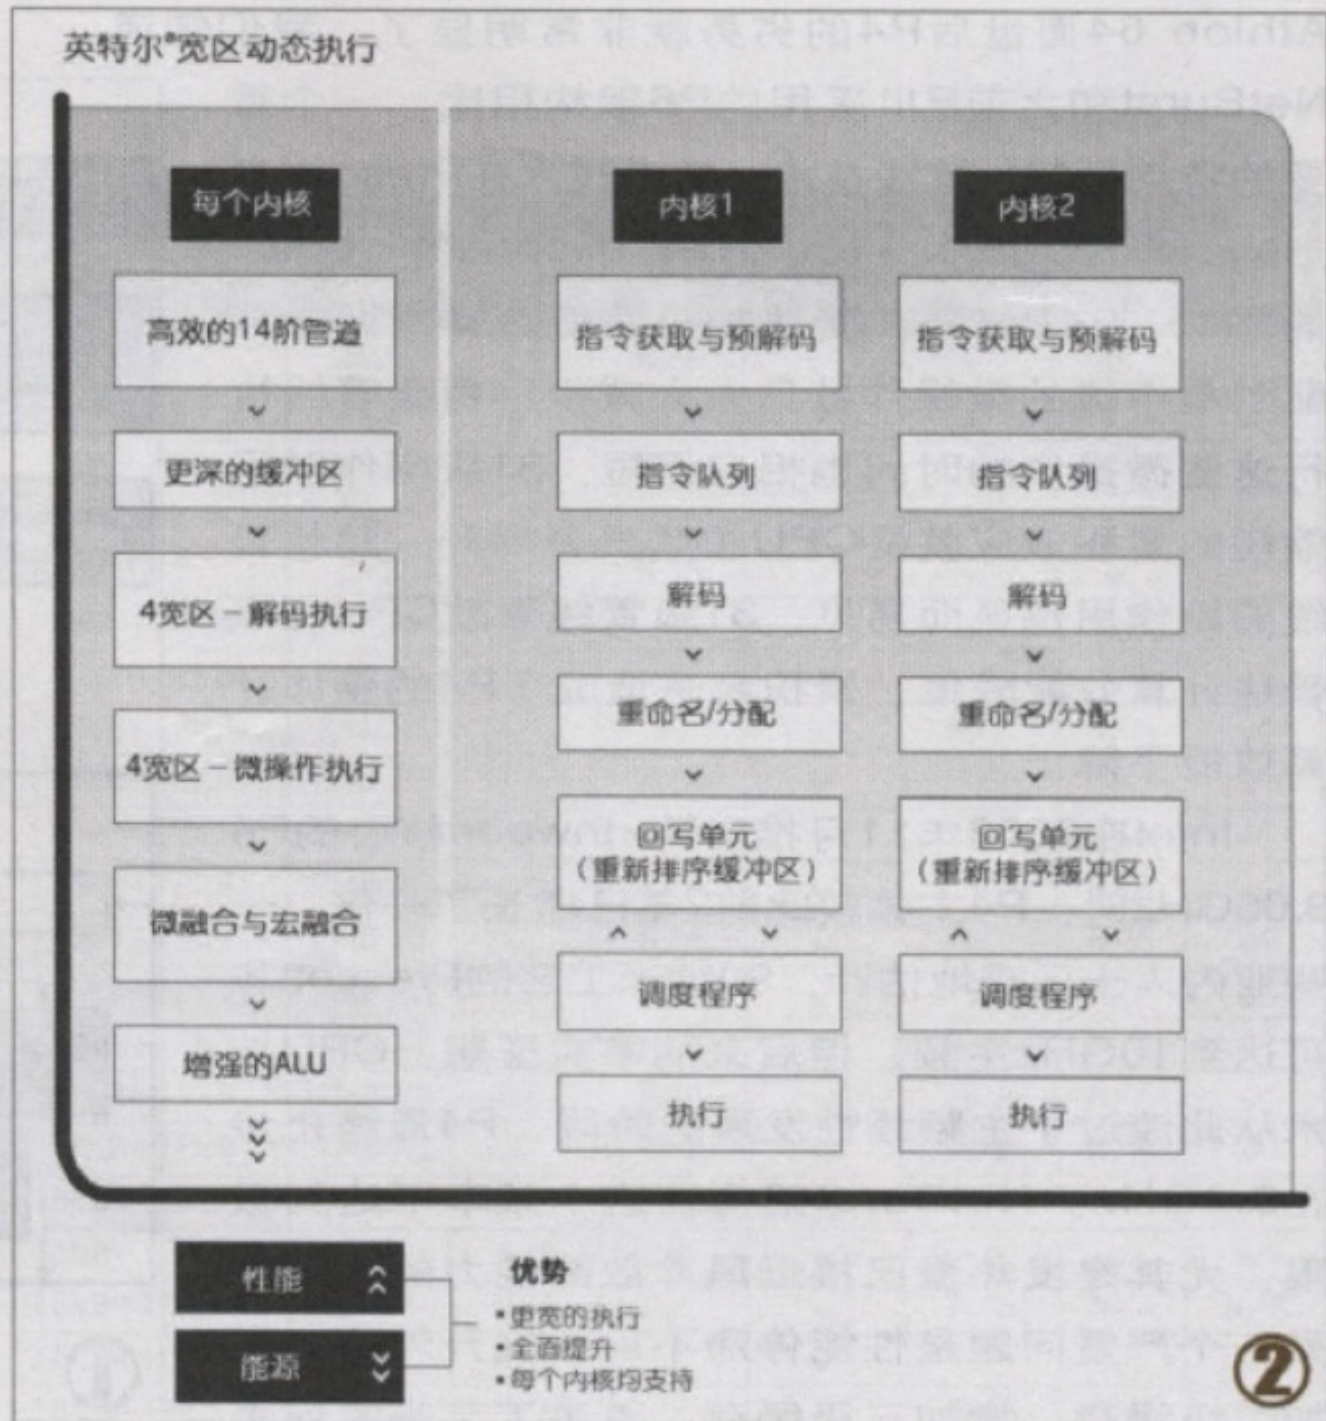 英特尔®宽区动态执行
每个内核
高效的14阶管道
更深的缓冲区
4宽区－解码执行
4宽区－微操作执行
微融合与宏融合
增强的ALU
内核1
指令获取与预解码
指令队列
解码
重命名/分配
回写单元
（重新排序缓冲区）
调度程序
执行
内核2
指令获取与预解码
指令队列
解码
重命名/分配
回写单元
（重新排序缓冲区）
调度程序
执行
性能
能源
优势
▪更宽的执行
▪全面提升
▪每个内核均支持
②